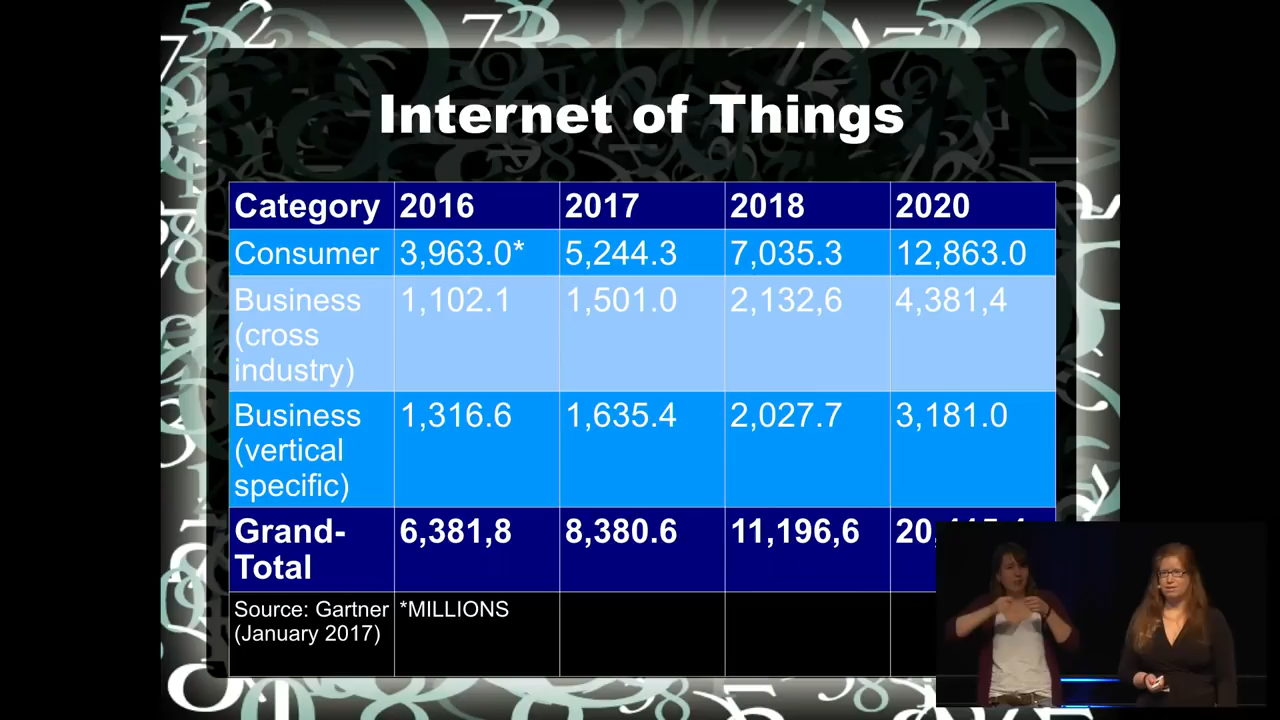 Internet of Things
Category 2016 2017 2018 2020
Consumer 3,963.0* 5,244.3 7,035.3 12,863.0
Business (cross industry) 1,102.1 1,501.0 2,132,6 4,381,4
Business (vertical specific) 1,316.6 1,635.4 2,027.7 3,181.0
Grand-Total 6,381,8 8,380.6 11,196,6
Source: Gartner (January 2017) *MILLIONS